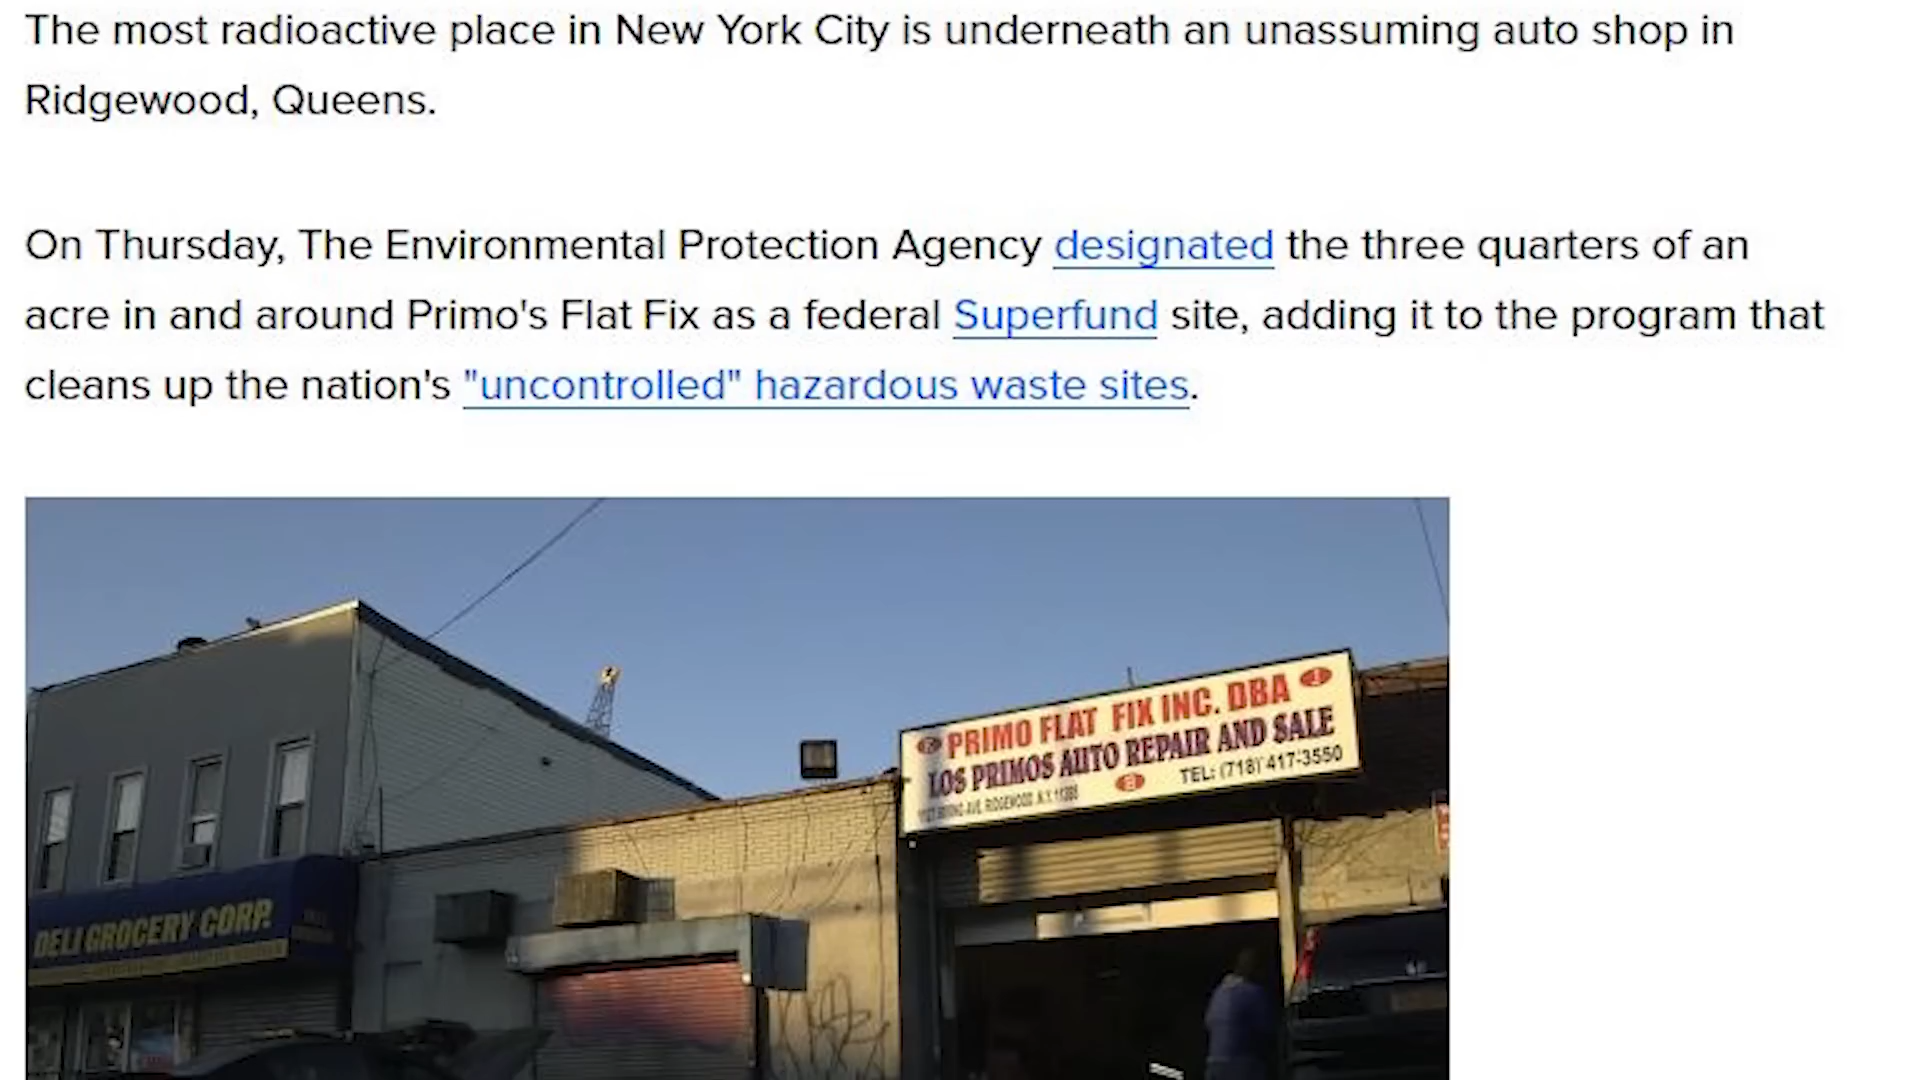 The most radioactive place in New York City is underneath an unassuming auto shop in
Ridgewood, Queens.
On Thursday, The Environmental Protection Agency designated the three quarters of an
acre in and around Primo's Flat Fix as a federal Superfund site, adding it to the program that
cleans up the nation's "uncontrolled" hazardous waste sites.
PRIMO FLAT FIX INC. DBA
LOS PRIMOS AUTO REPAIR AND SALE
AVE, RIDGEWOOD N.Y. TEL: (718) 417-3550
DELI GROCERY CORP.